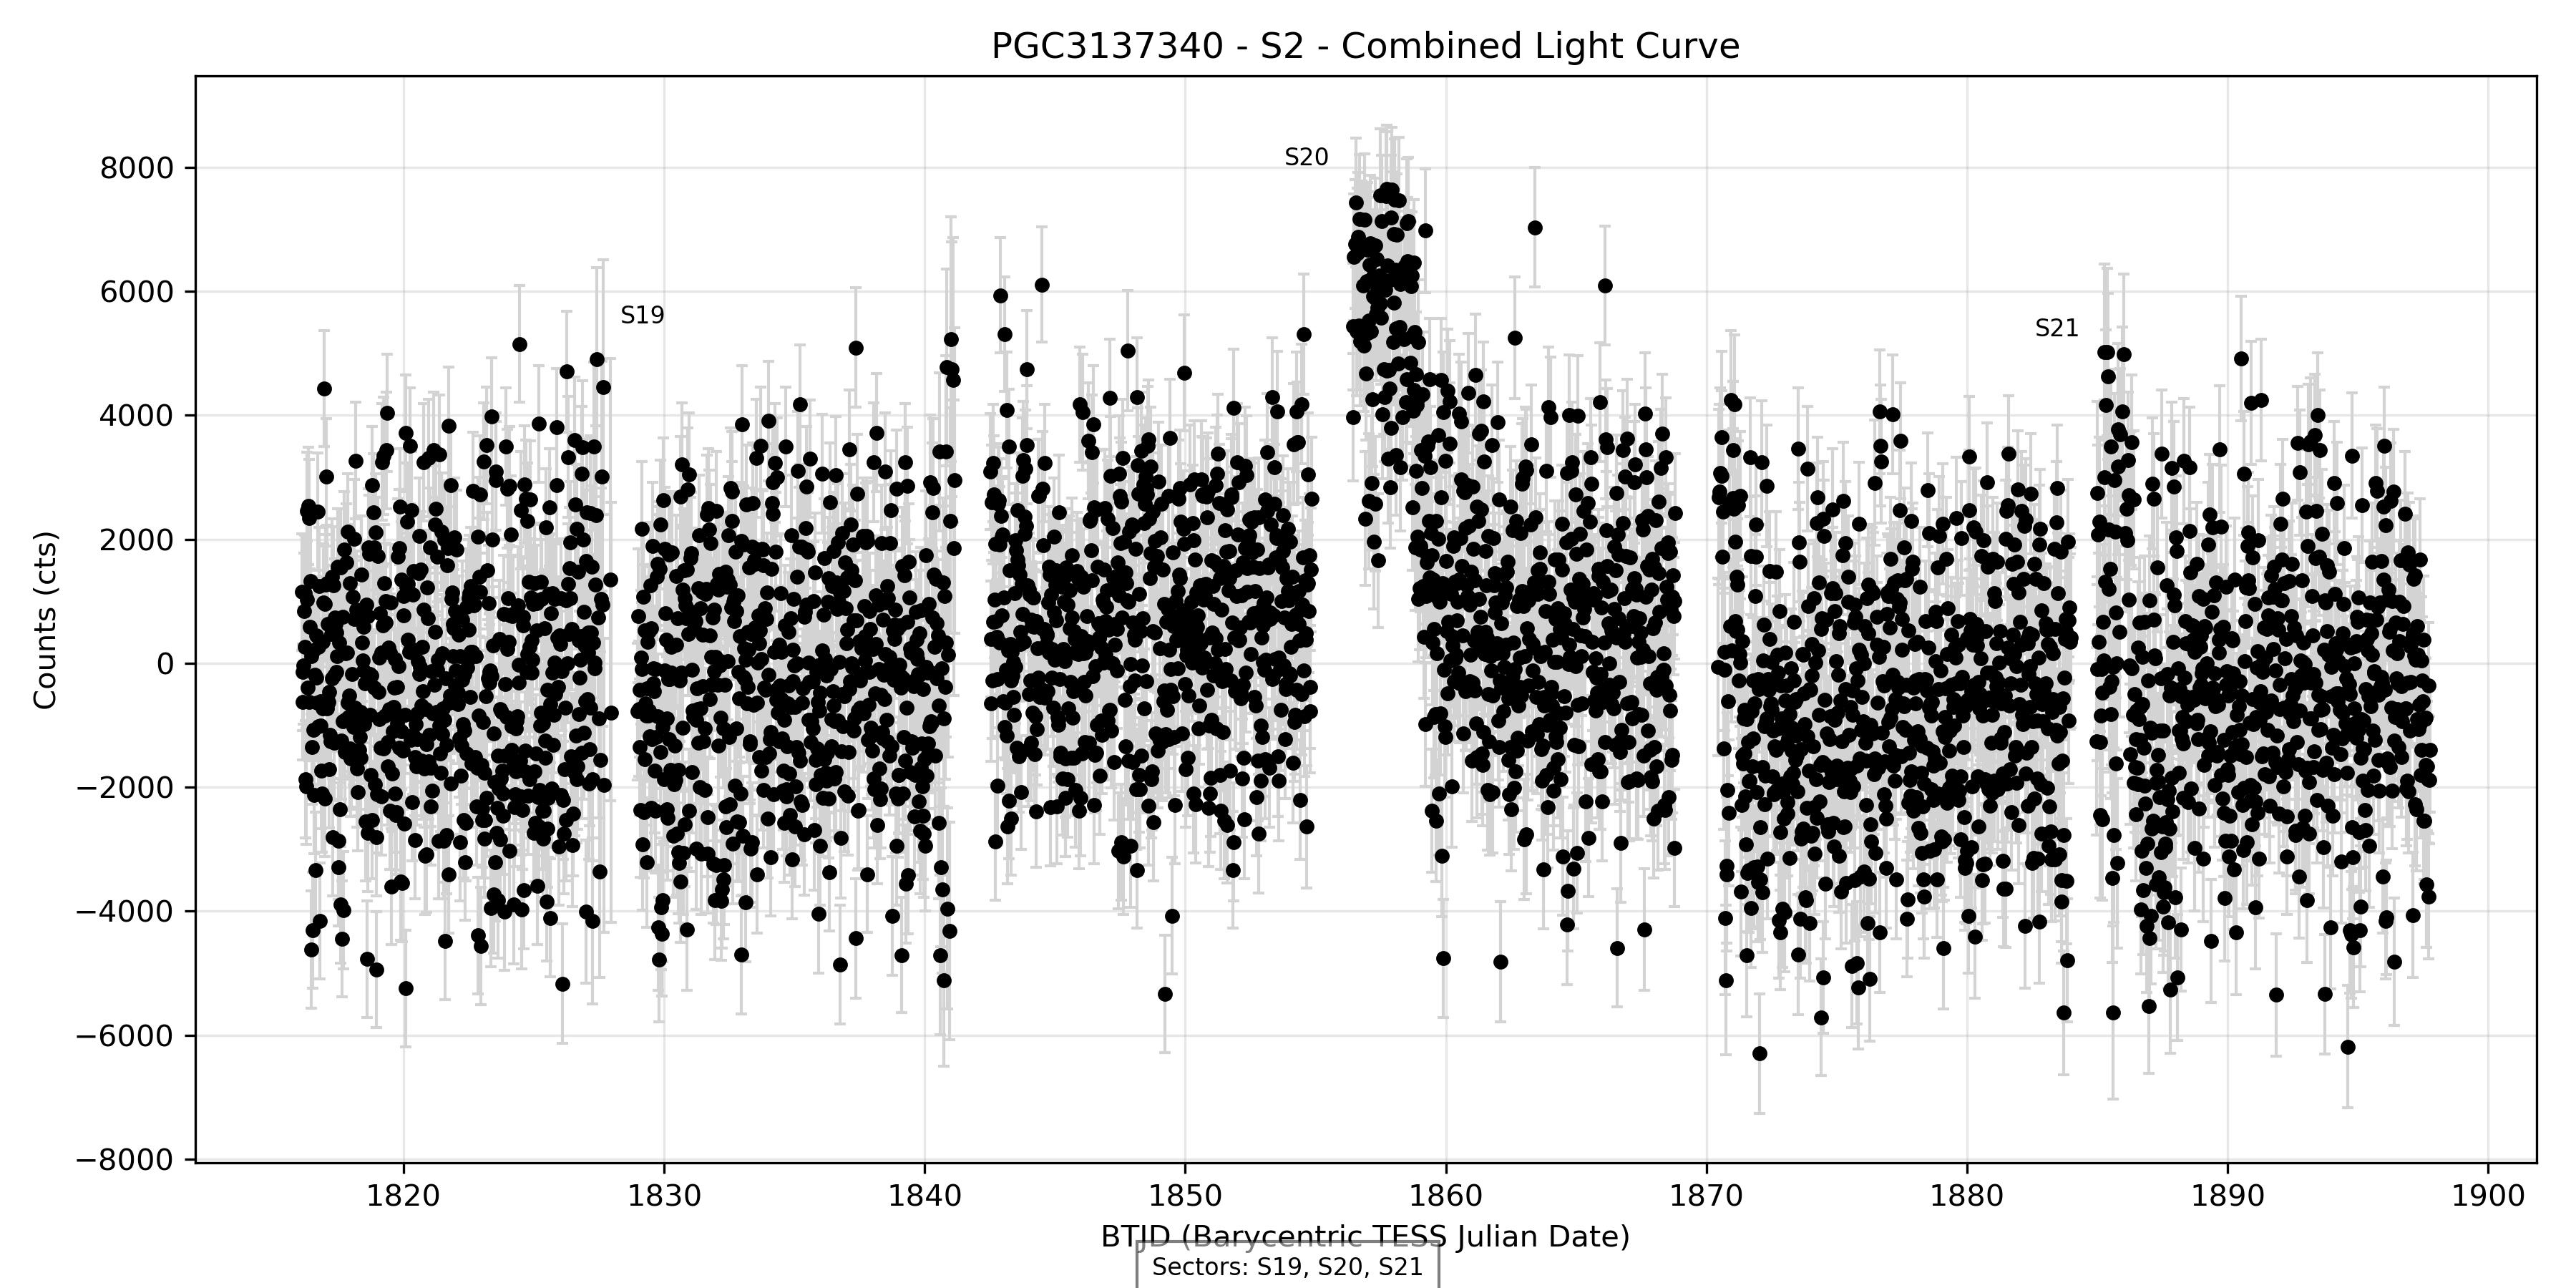 PGC3137340 - S2 - Combined Light Curve
Counts (cts)
8000
6000
4000
2000
0
−2000
−4000
−6000
−8000
S19
S20
S21
1820 1830 1840 1850 1860 1870 1880 1890 1900
BTJD (Barycentric TESS Julian Date)
Sectors: S19, S20, S21